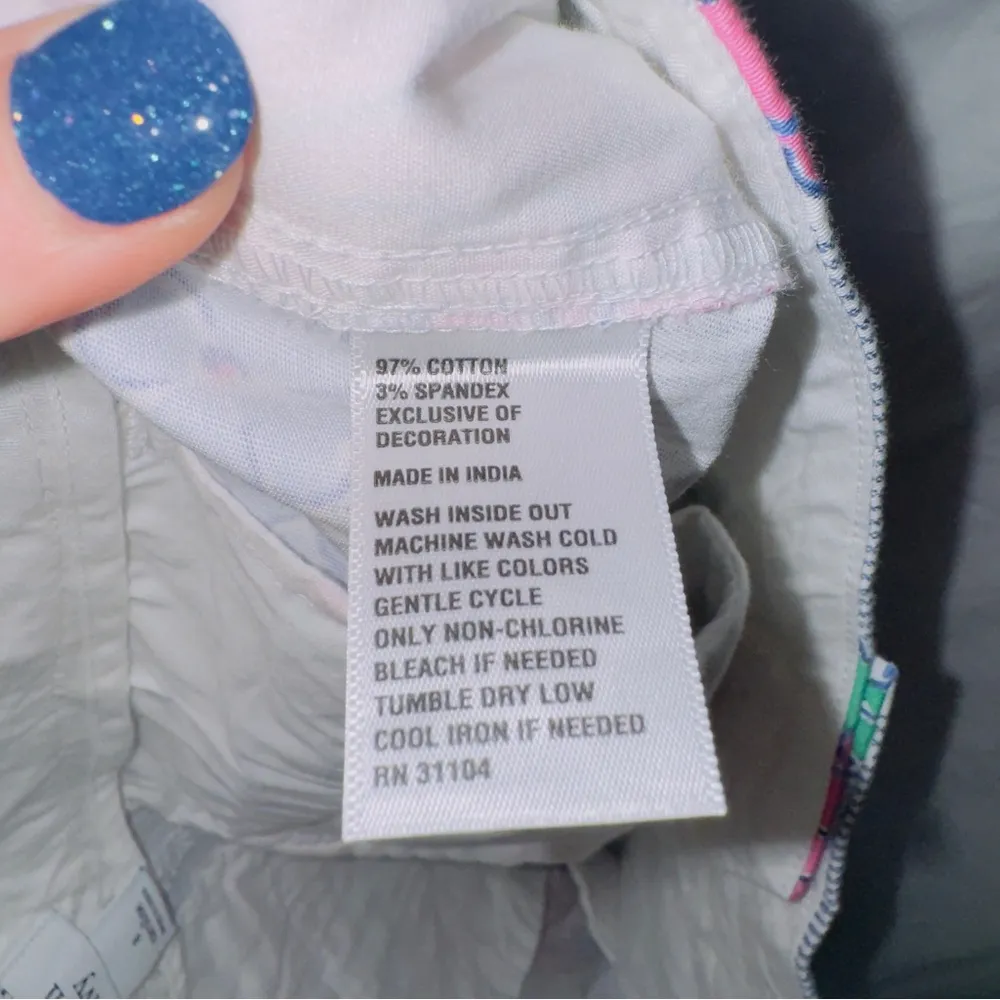 97% COTTON
3% SPANDEX
EXCLUSIVE OF
DECORATION
MADE IN INDIA
WASH INSIDE OUT
MACHINE WASH COLD
WITH LIKE COLORS
GENTLE CYCLE
ONLY NON-CHLORINE
BLEACH IF NEEDED
TUMBLE DRY LOW
COOL IRON IF NEEDED
RN 31104